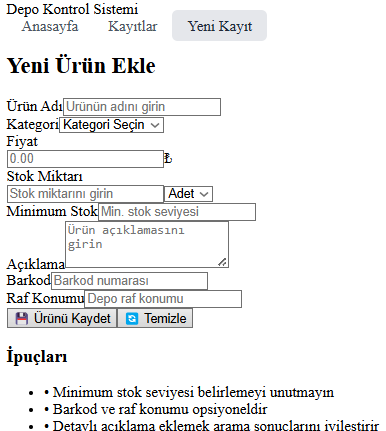 Depo Kontrol Sistemi
Anasayfa Kayıtlar Yeni Kayıt
Yeni Ürün Ekle
Ürün Adı Ürünün adını girin
Kategori Kategori Seçin
Fiyat
0.00 ₺
Stok Miktarı
Stok miktarını girin Adet
Minimum Stok Min. stok seviyesi
Ürün açıklamasını
girin
Açıklama
Barkod Barkod numarası
Raf Konumu Depo raf konumu
Ürünü Kaydet Temizle
İpuçları
• • Minimum stok seviyesi belirlemeyi unutmayın
• • Barkod ve raf konumu opsiyoneldir
• • Detaylı açıklama eklemek arama sonuçlarını iyileştirir